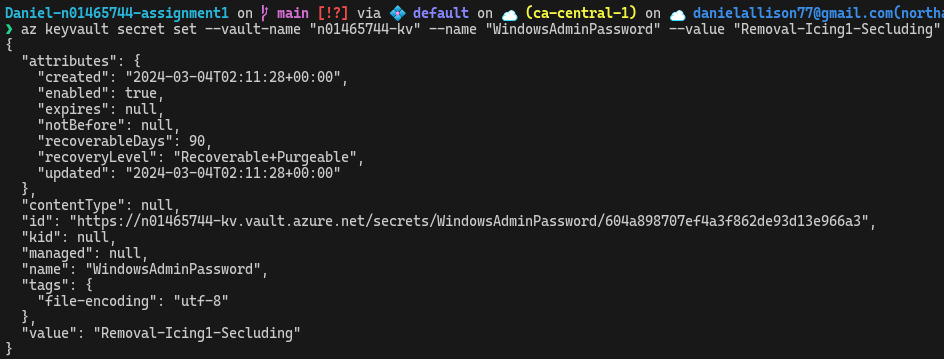 Daniel-n01465744-assignment1 on main [!?] via default on (ca-central-1) on danielallison77@gmail.com(north
❯ az keyvault secret set --vault-name "n01465744-kv" --name "WindowsAdminPassword" --value "Removal-Icing1-Secluding"
{
  "attributes": {
    "created": "2024-03-04T02:11:28+00:00",
    "enabled": true,
    "expires": null,
    "notBefore": null,
    "recoverableDays": 90,
    "recoveryLevel": "Recoverable+Purgeable",
    "updated": "2024-03-04T02:11:28+00:00"
  },
  "contentType": null,
  "id": "https://n01465744-kv.vault.azure.net/secrets/WindowsAdminPassword/604a898707ef4a3f862de93d13e966a3",
  "kid": null,
  "managed": null,
  "name": "WindowsAdminPassword",
  "tags": {
    "file-encoding": "utf-8"
  },
  "value": "Removal-Icing1-Secluding"
}